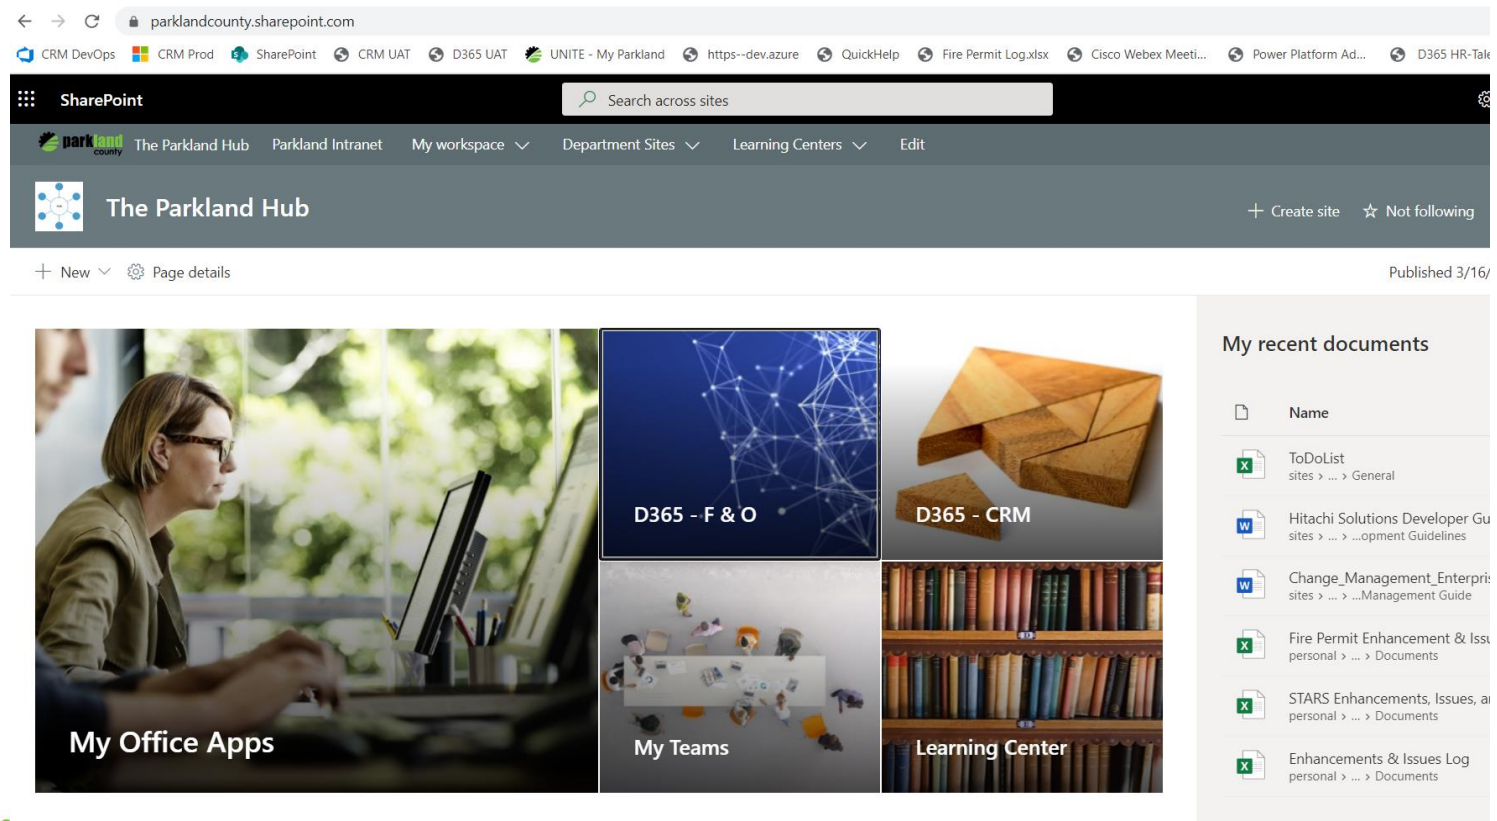 parklandcounty.sharepoint.com
CRM DevOps CRM Prod SharePoint CRM UAT D365 UAT UNITE - My Parkland https--dev.azure QuickHelp Fire Permit Log.xlsx Cisco Webex Meeti... Power Platform Ad... D365 HR-Tale
SharePoint Search across sites
parkland county The Parkland Hub Parkland Intranet My workspace Department Sites Learning Centers Edit
The Parkland Hub
Create site Not following
New Page details Published 3/16/
My recent documents
Name
ToDoList
sites > ... > General
Hitachi Solutions Developer Gu
sites > ... > ...opment Guidelines
Change_Management_Enterpris
sites > ... > ...Management Guide
Fire Permit Enhancement & Issu
personal > ... > Documents
STARS Enhancements, Issues, a
personal > ... > Documents
Enhancements & Issues Log
personal > ... > Documents
D365 - F & O
D365 - CRM
My Office Apps
My Teams
Learning Center